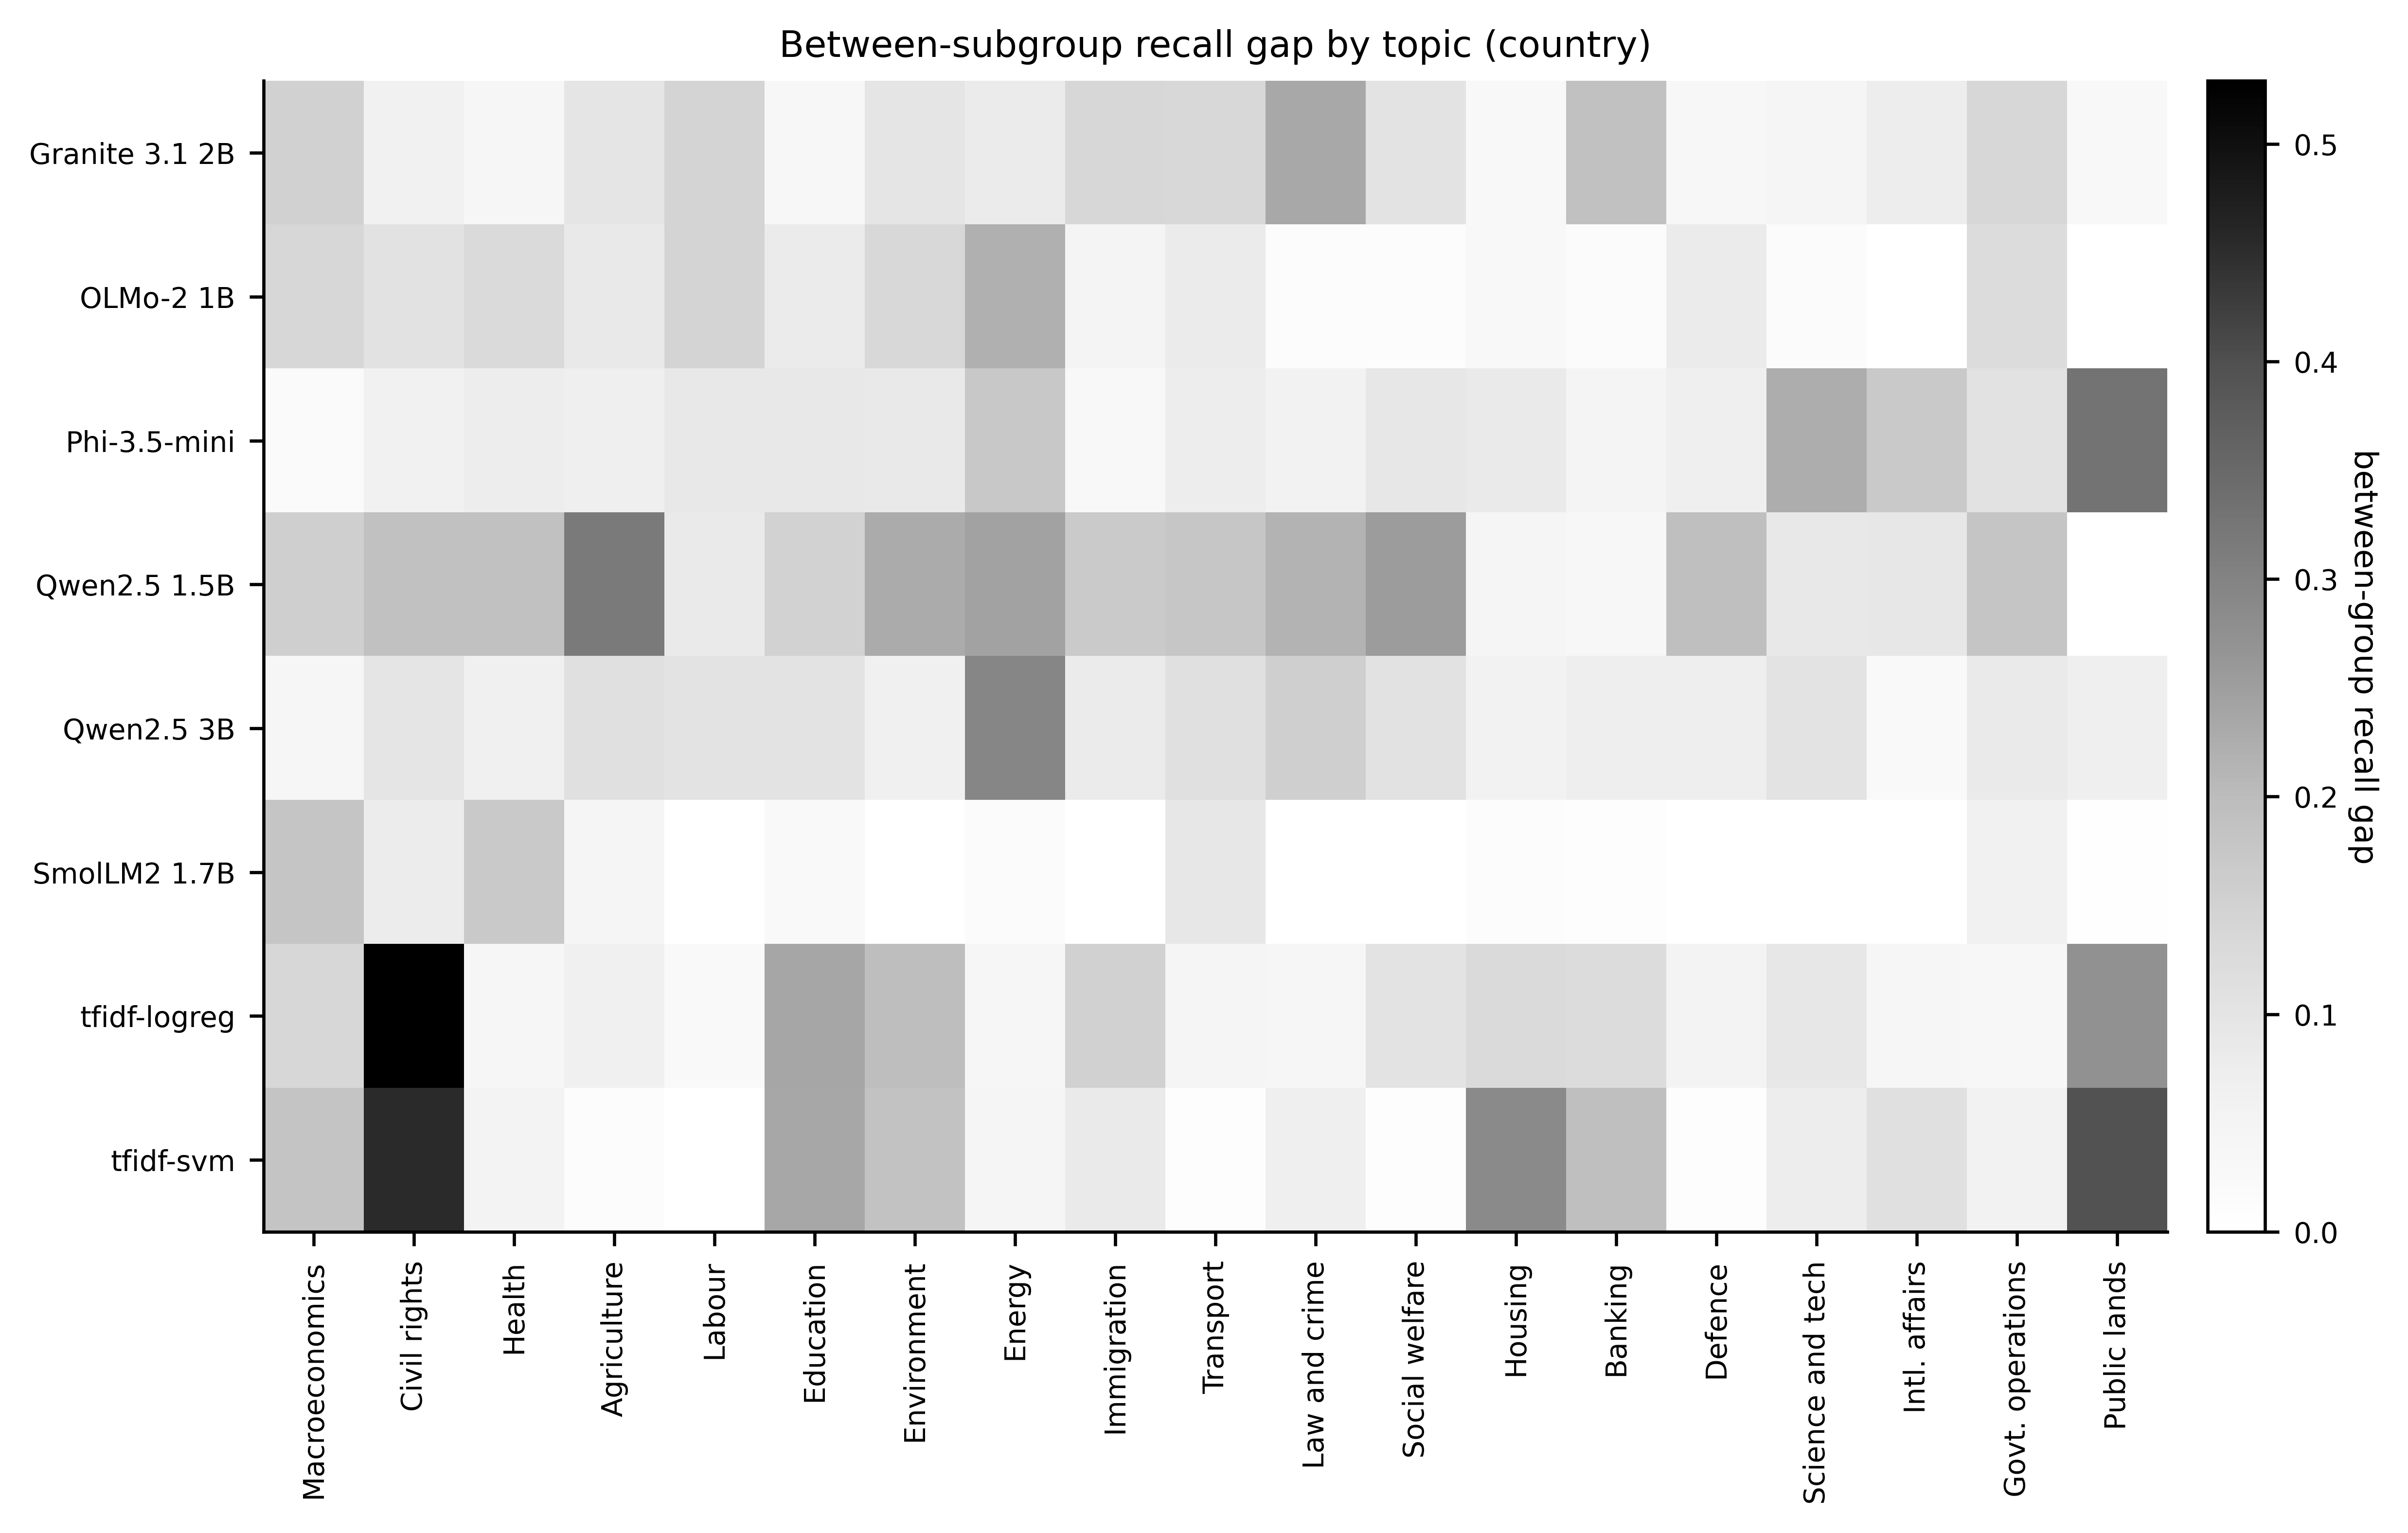 Between-subgroup recall gap by topic (country)
Granite 3.1 2B
OLMo-2 1B
Phi-3.5-mini
Qwen2.5 1.5B
Qwen2.5 3B
SmolLM2 1.7B
tfidf-logreg
tfidf-svm
Macroeconomics
Civil rights
Health
Agriculture
Labour
Education
Environment
Energy
Immigration
Transport
Law and crime
Social welfare
Housing
Banking
Defence
Science and tech
Intl. affairs
Govt. operations
Public lands
0.5
0.4
0.3
0.2
0.1
0.0
between-group recall gap